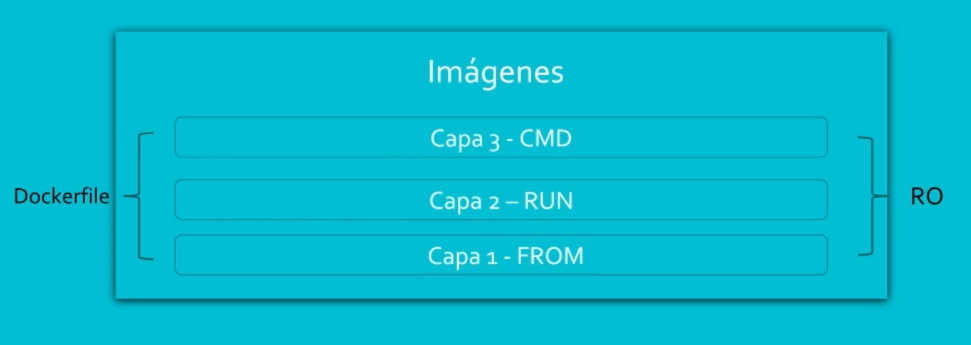 Imágenes
Capa 3 - CMD
Dockerfile
Capa 2 – RUN
RO
Capa 1 - FROM